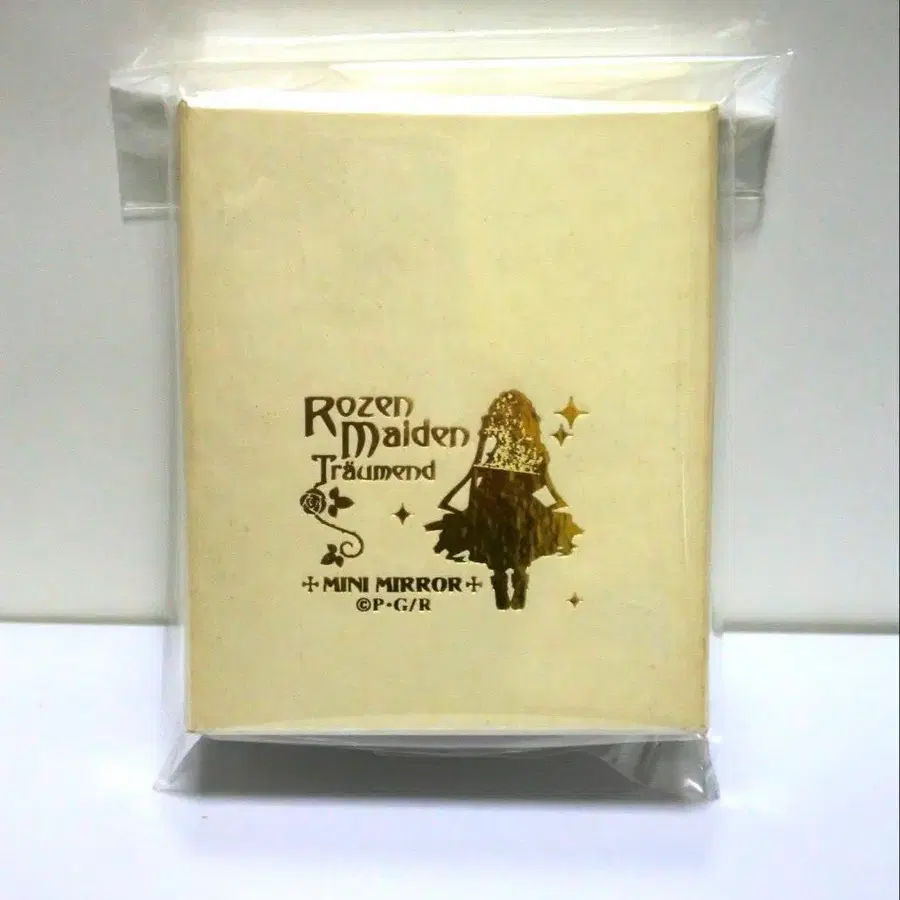 Rozen
Maiden
Träumend
✢MINI MIRROR✢
©P·G/R